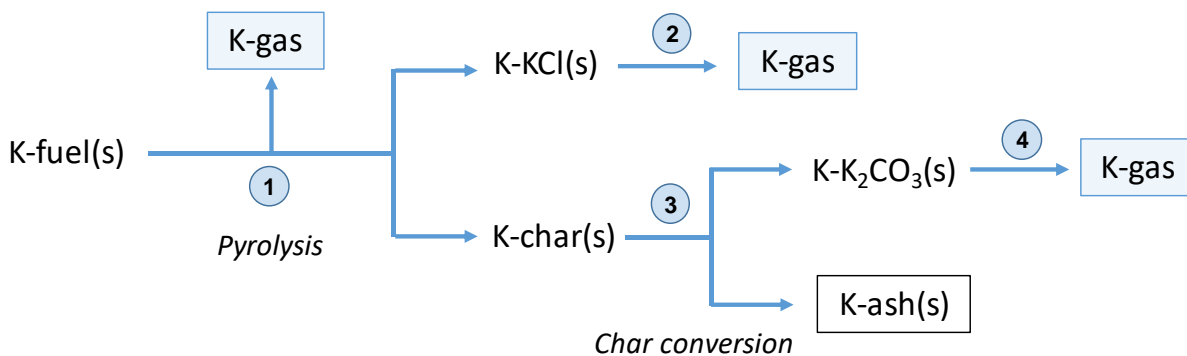 K-gas
2
K-KCl(s)
K-gas
K-fuel(s)
1
4
K-K₂CO₃(s)
K-gas
3
Pyrolysis
K-char(s)
K-ash(s)
Char conversion